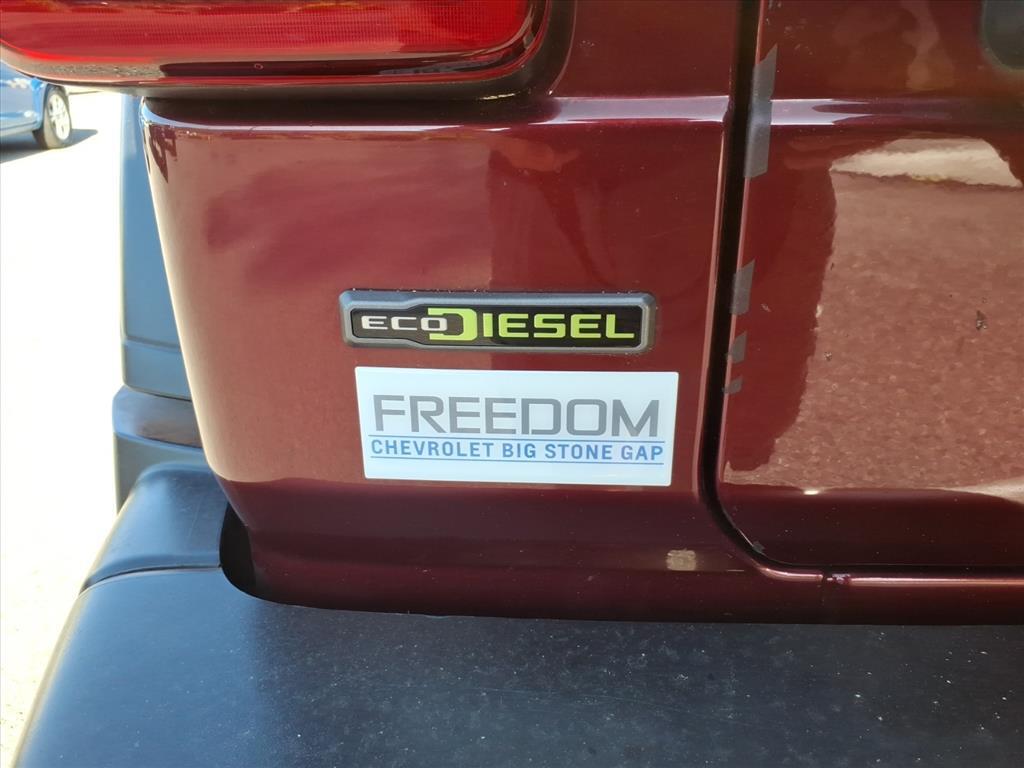 ECODIESEL
FREEDOM
CHEVROLET BIG STONE GAP